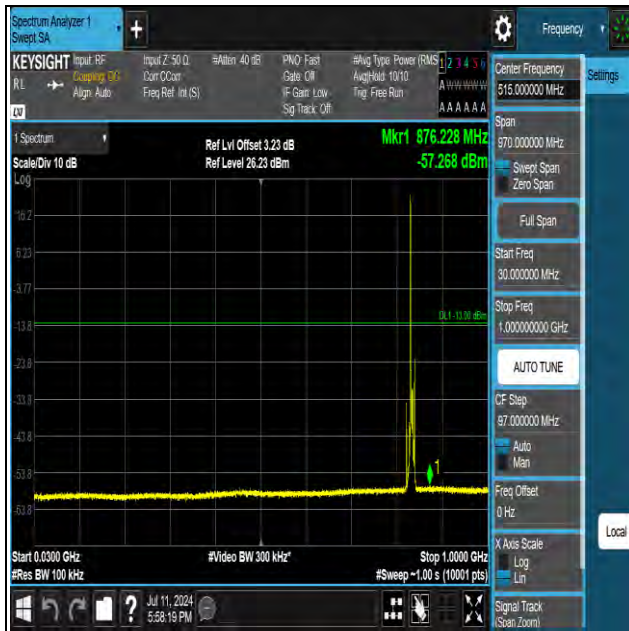 Spectrum Analyzer 1
Swept SA
+
Frequency
KEYSIGHT
Input: RF
Coupling: DC
Align: Auto
Input Z: 50 Ω
Corr CCorr
Freq Ref: Int (S)
#Atten: 40 dB
PNO: Fast
Gate: Off
IF Gain: Low
Sig Track: Off
#Avg Type: Power (RMS
Avg|Hold: 10/10
Trig: Free Run
1 2 3 4 5 6
A W W W W W
A A A A A A
RL
LXI
Center Frequency
515.000000 MHz
Settings
1 Spectrum
Scale/Div 10 dB
Ref Lvl Offset 3.23 dB
Ref Level 26.23 dBm
Mkr1 876.228 MHz
-57.268 dBm
Span
970.000000 MHz
Swept Span
Zero Span
Full Span
Start Freq
30.000000 MHz
Stop Freq
1.00000000 GHz
AUTO TUNE
CF Step
97.000000 MHz
Auto
Man
Freq Offset
0 Hz
X Axis Scale
Log
Lin
Local
Signal Track
(Span Zoom)
Log
16.2
6.23
-3.77
-13.8
-23.8
-33.8
-43.8
-53.8
-63.8
DL1 -13.00 dBm
1
Start 0.0300 GHz
#Res BW 100 kHz
#Video BW 300 kHz*
Stop 1.0000 GHz
#Sweep ~1.00 s (10001 pts)
?
Jul 11, 2024
5:58:19 PM